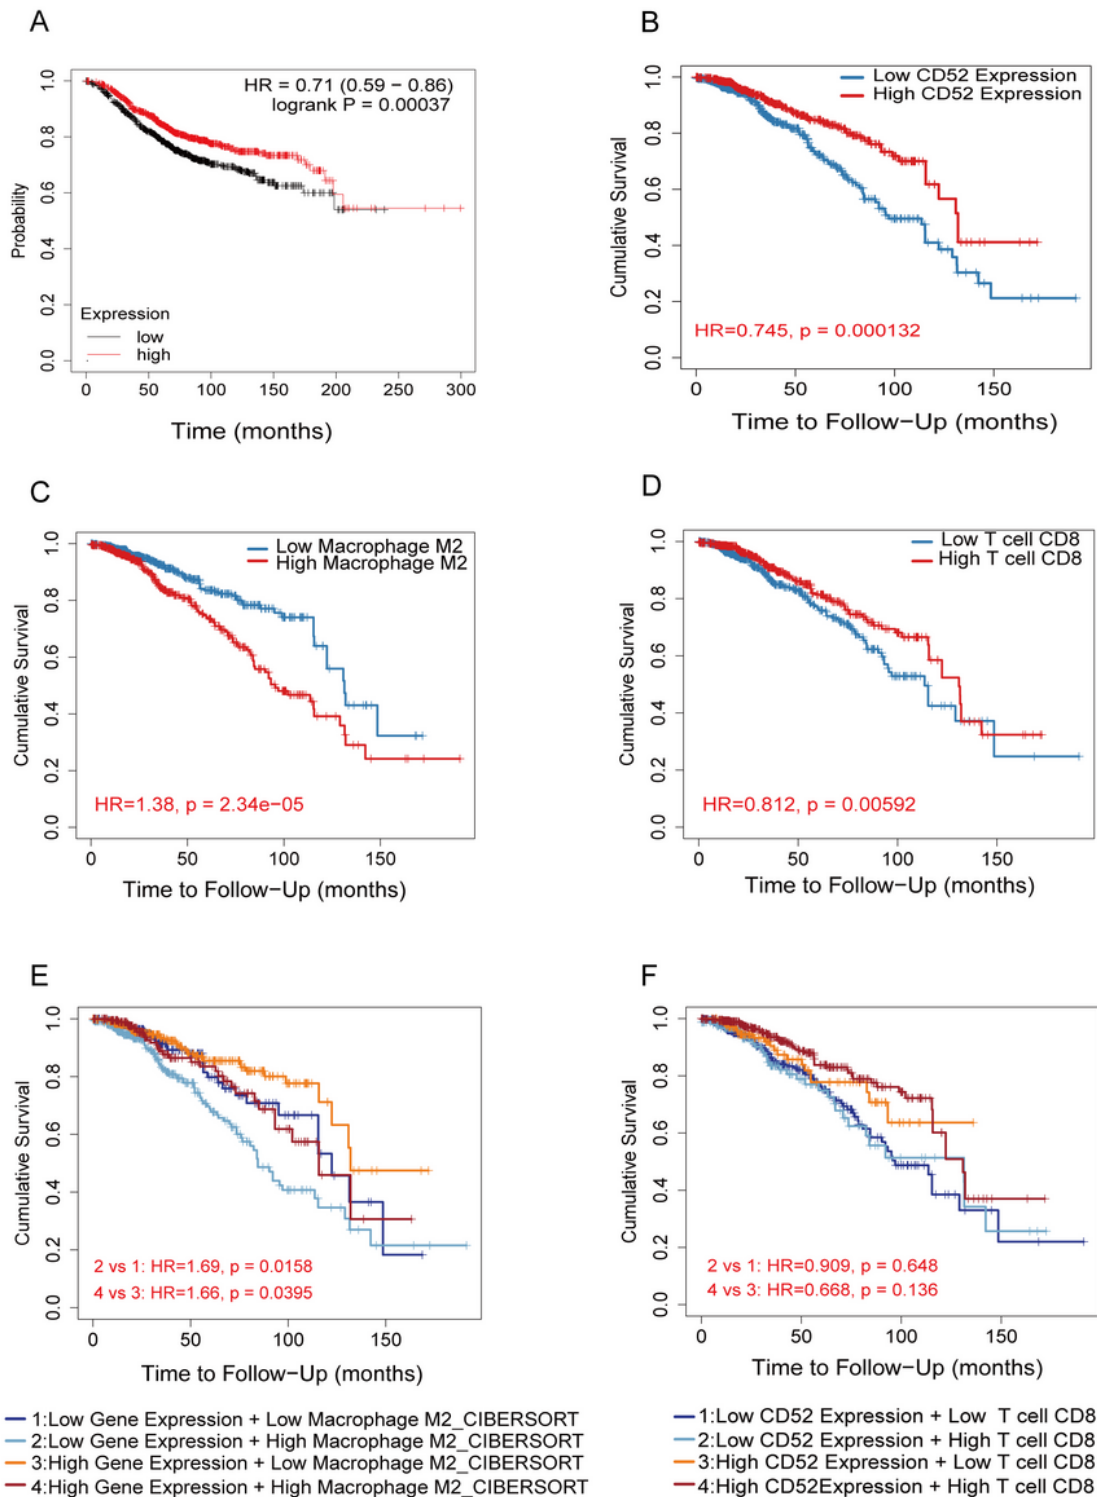 A
HR = 0.71 (0.59 − 0.86)
logrank P = 0.00037
Probability
1.0
0.8
0.6
0.4
0.2
0.0
Expression
low
high
0 50 100 150 200 250 300
Time (months)
B
Low CD52 Expression
High CD52 Expression
Cumulative Survival
1.0
0.8
0.6
0.4
0.2
0.0
HR=0.745, p = 0.000132
0 50 100 150
Time to Follow−Up (months)
C
Low Macrophage M2
High Macrophage M2
Cumulative Survival
1.0
0.8
0.6
0.4
0.2
0.0
HR=1.38, p = 2.34e−05
0 50 100 150
Time to Follow−Up (months)
D
Low T cell CD8
High T cell CD8
Cumulative Survival
1.0
0.8
0.6
0.4
0.2
0.0
HR=0.812, p = 0.00592
0 50 100 150
Time to Follow−Up (months)
E
Cumulative Survival
1.0
0.8
0.6
0.4
0.2
0.0
2 vs 1: HR=1.69, p = 0.0158
4 vs 3: HR=1.66, p = 0.0395
0 50 100 150
Time to Follow−Up (months)
1:Low Gene Expression + Low Macrophage M2_CIBERSORT
2:Low Gene Expression + High Macrophage M2_CIBERSORT
3:High Gene Expression + Low Macrophage M2_CIBERSORT
4:High Gene Expression + High Macrophage M2_CIBERSORT
F
Cumulative Survival
1.0
0.8
0.6
0.4
0.2
0.0
2 vs 1: HR=0.909, p = 0.648
4 vs 3: HR=0.668, p = 0.136
0 50 100 150
Time to Follow−Up (months)
1:Low CD52 Expression + Low T cell CD8
2:Low CD52 Expression + High T cell CD8
3:High CD52 Expression + Low T cell CD8
4:High CD52Expression + High T cell CD8